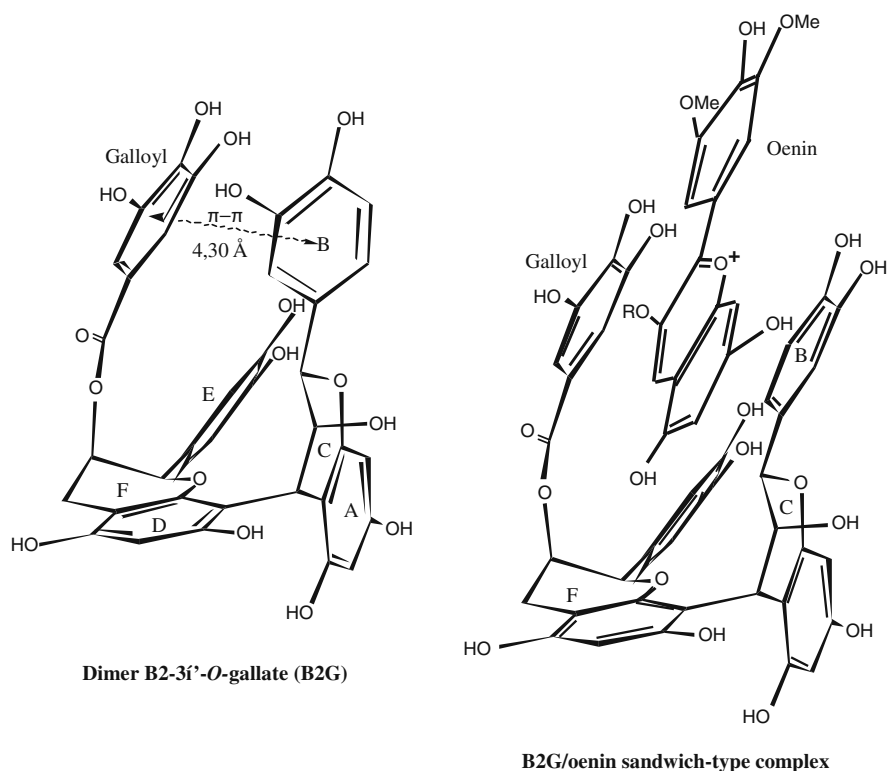 OH
OH
Galloyl
OH
HO
OH
HO
π–π
4,30 Å
B
OH
O
OH
E
O
O
OH
C
O
F
A
D
OH
HO
OH
HO
Dimer B2-3í’-O-gallate (B2G)
OMe
OH
OMe
Oenin
OH
OH
Galloyl
OH
O+
HO
OH
RO
OH
B
O
OH
OH
OH
O
O
C
OH
O
F
OH
HO
OH
HO
B2G/oenin sandwich-type complex